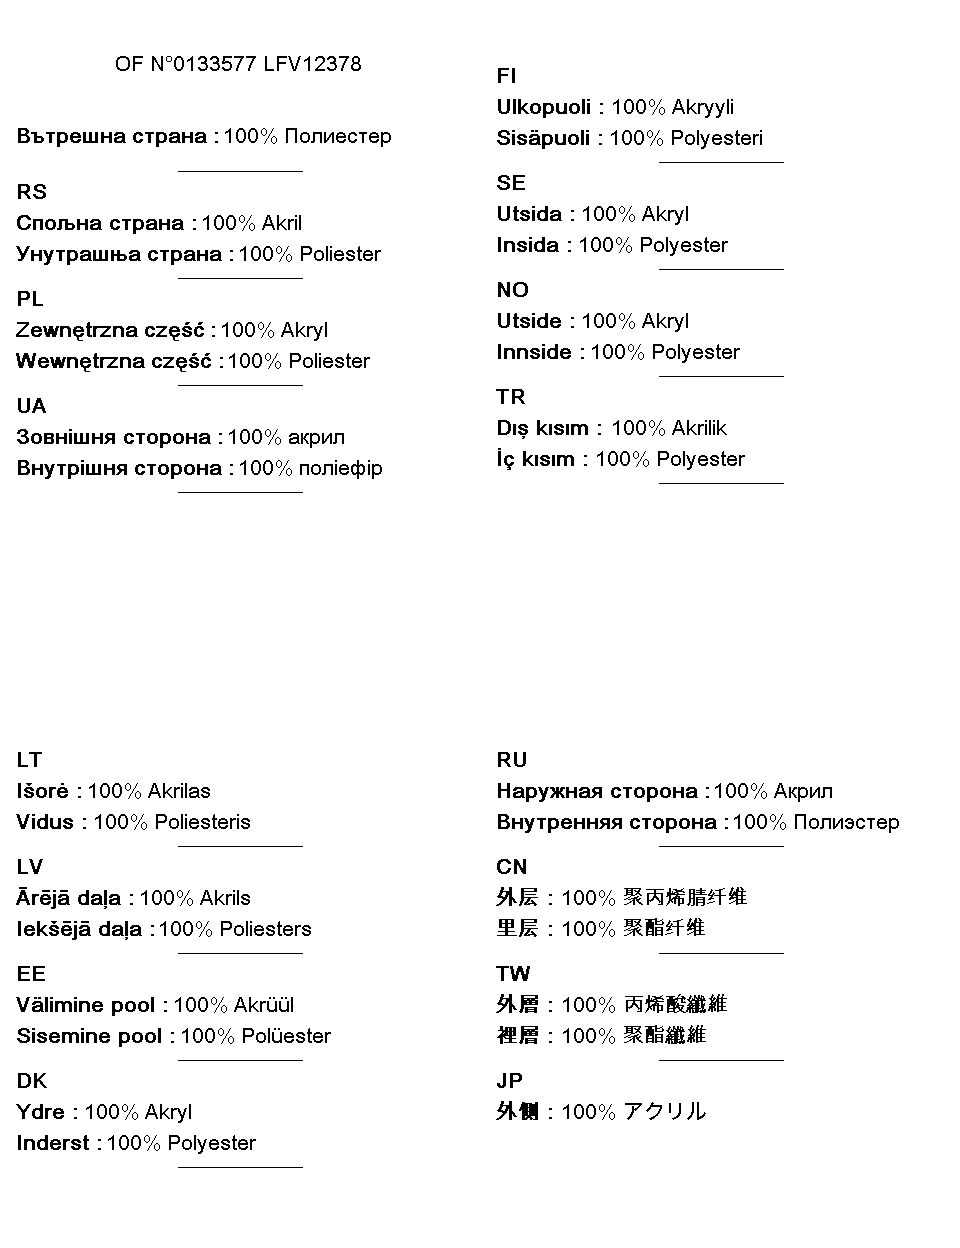 OF N°0133577 LFV12378
Вътрешна страна : 100% Полиестер
RS
Спољна страна : 100% Akril
Унутрашња страна : 100% Poliester
PL
Zewnętrzna część : 100% Akryl
Wewnętrzna część : 100% Poliester
UA
Зовнішня сторона : 100% акрил
Внутрішня сторона : 100% поліефір
FI
Ulkopuoli : 100% Akryyli
Sisäpuoli : 100% Polyesteri
SE
Utsida : 100% Akryl
Insida : 100% Polyester
NO
Utside : 100% Akryl
Innside : 100% Polyester
TR
Dış kısım : 100% Akrilik
İç kısım : 100% Polyester
LT
Išorė : 100% Akrilas
Vidus : 100% Poliesteris
LV
Ārējā daļa : 100% Akrils
Iekšējā daļa : 100% Poliesters
EE
Välimine pool : 100% Akrüül
Sisemine pool : 100% Polüester
DK
Ydre : 100% Akryl
Inderst : 100% Polyester
RU
Наружная сторона : 100% Акрил
Внутренняя сторона : 100% Полиэстер
CN
外层 : 100% 聚丙烯腈纤维
里层 : 100% 聚酯纤维
TW
外層 : 100% 丙烯酸纖維
裡層 : 100% 聚酯纖維
JP
外側 : 100% アクリル